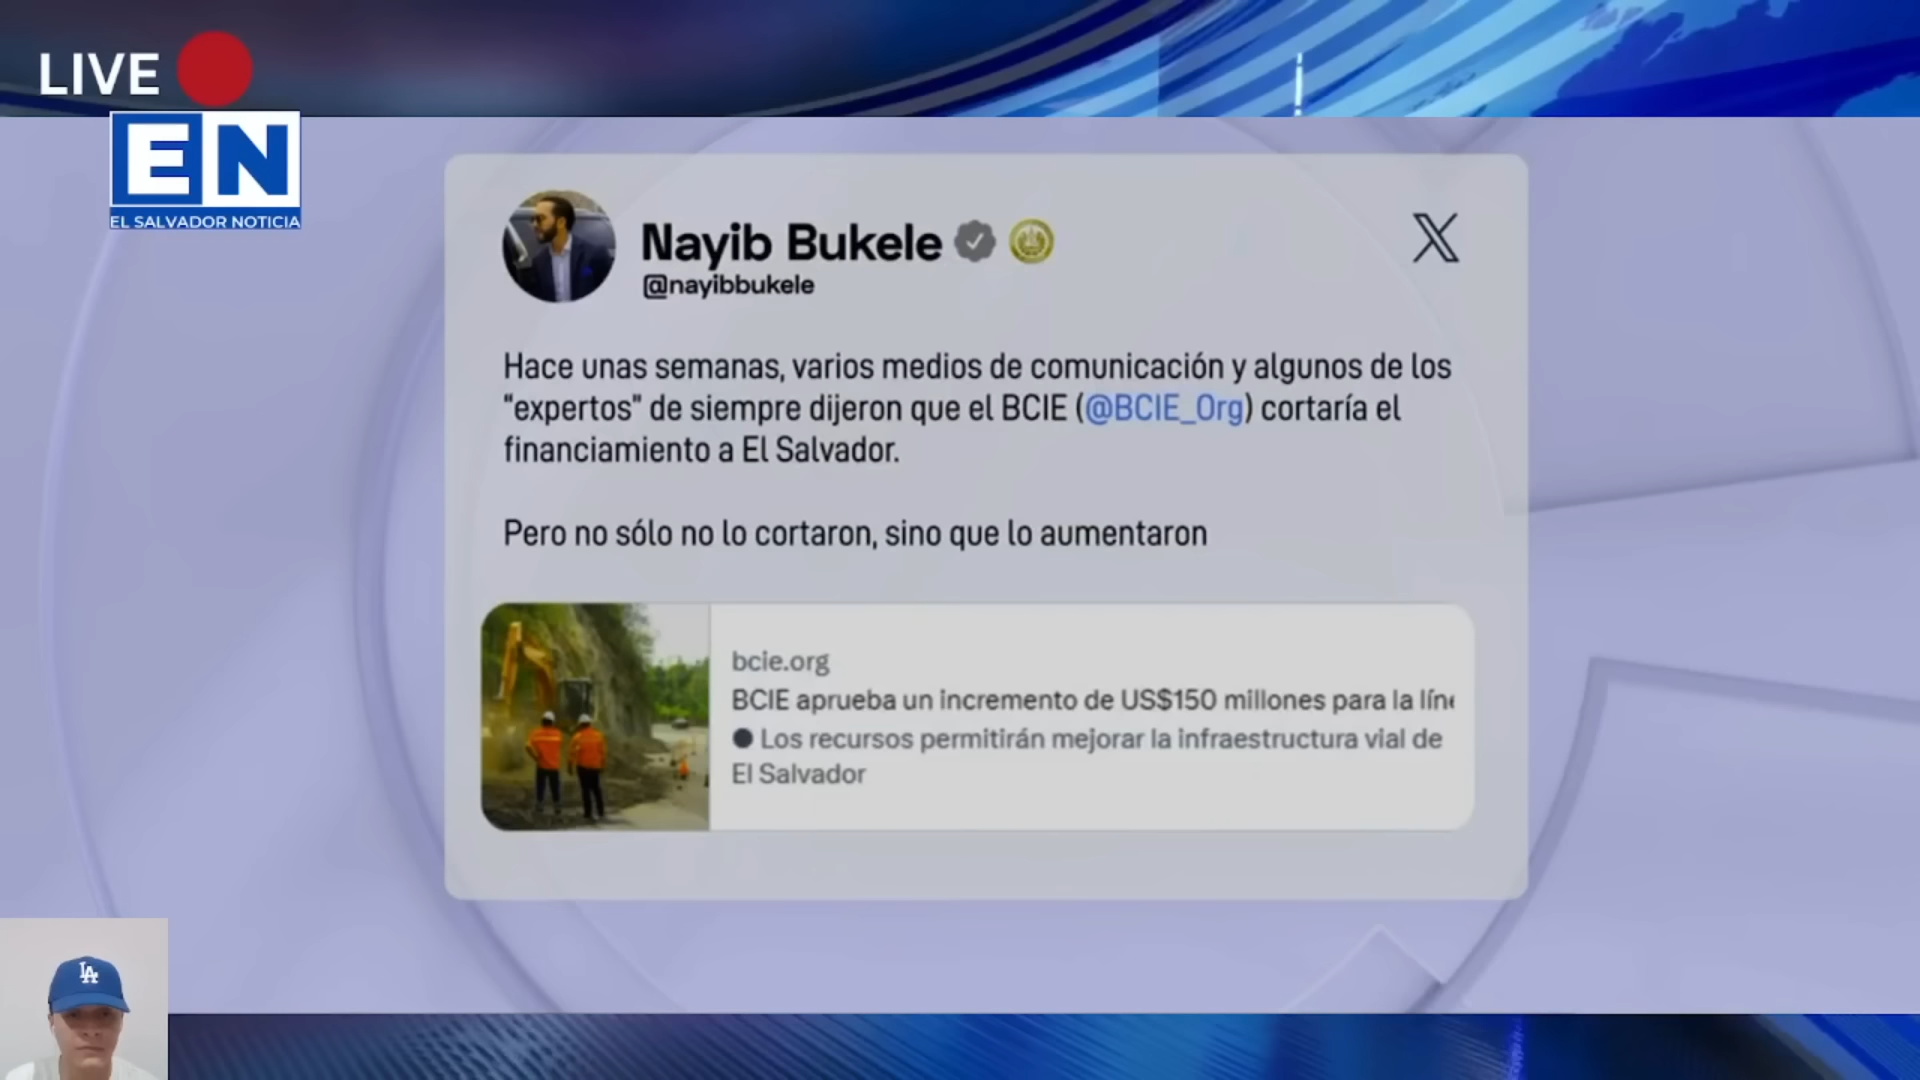 LIVE
EN
EL SALVADOR NOTICIA
Nayib Bukele
@nayibbukele
Hace unas semanas, varios medios de comunicación y algunos de los
"expertos" de siempre dijeron que el BCIE (@BCIE_Org) cortaría el
financiamiento a El Salvador.
Pero no sólo no lo cortaron, sino que lo aumentaron
bcie.org
BCIE aprueba un incremento de US$150 millones para la
● Los recursos permitirán mejorar la infraestructura vial de
El Salvador
LA